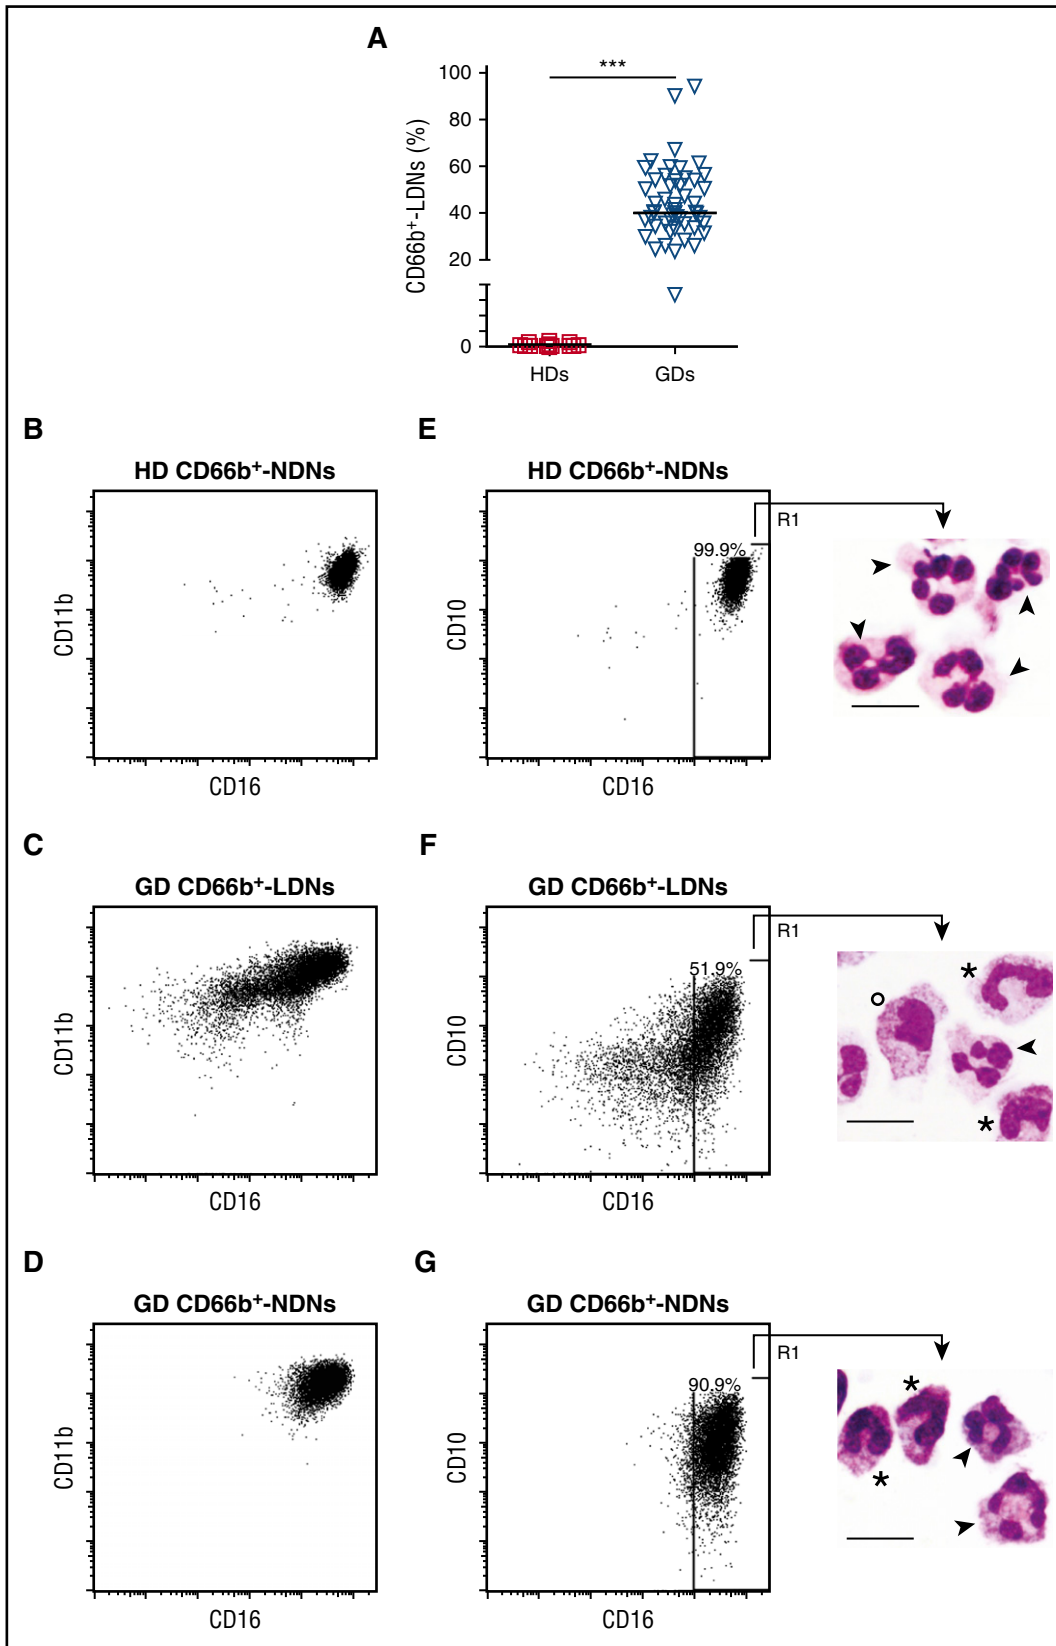 A
***
CD66b⁺-LDNs (%)
100
80
60
40
20
0
HDs
GDs
B
HD CD66b⁺-NDNs
CD11b
CD16
E
HD CD66b⁺-NDNs
99.9%
R1
CD10
CD16
C
GD CD66b⁺-LDNs
CD11b
CD16
F
GD CD66b⁺-LDNs
51.9%
R1
CD10
CD16
*
*
D
GD CD66b⁺-NDNs
CD11b
CD16
G
GD CD66b⁺-NDNs
90.9%
R1
CD10
CD16
*
*